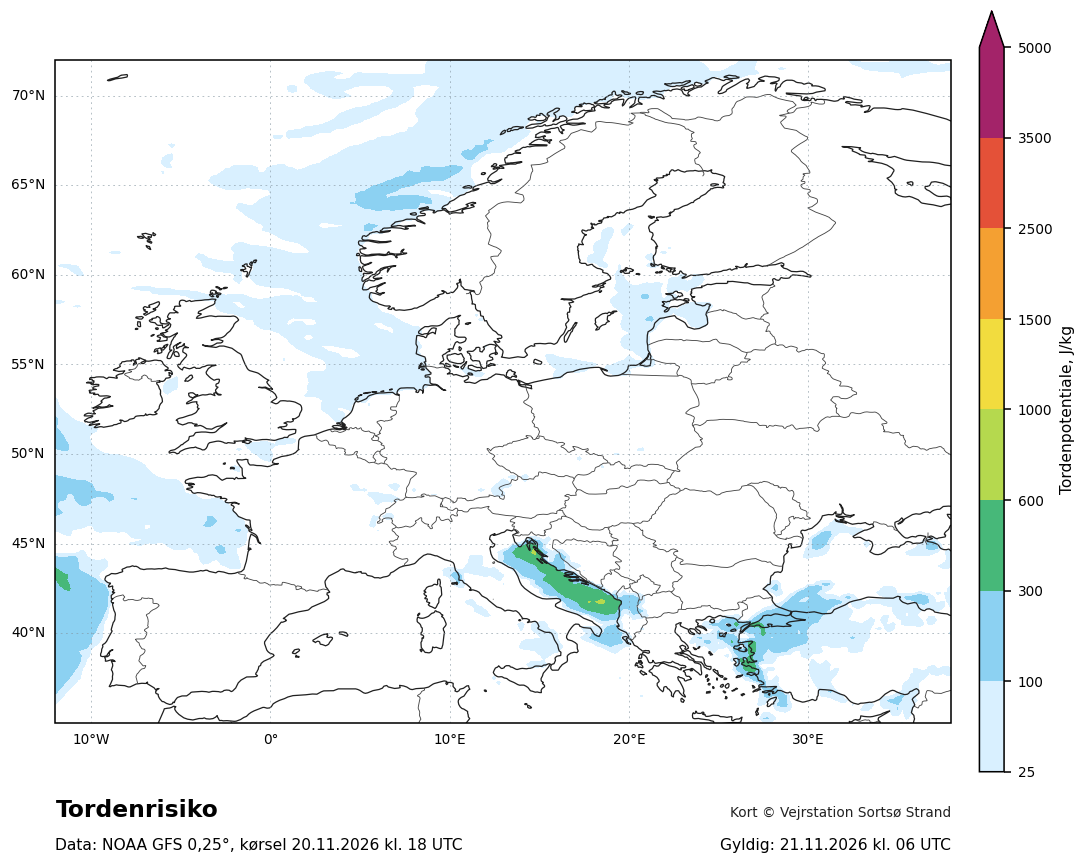 70°N
65°N
60°N
55°N
50°N
45°N
40°N
10°W
0°
10°E
20°E
30°E
5000
3500
2500
1500
1000
600
300
100
25
Tordenpotentiale, J/kg
Tordenrisiko
Kort © Vejrstation Sortsø Strand
Data: NOAA GFS 0,25°, kørsel 20.11.2026 kl. 18 UTC
Gyldig: 21.11.2026 kl. 06 UTC